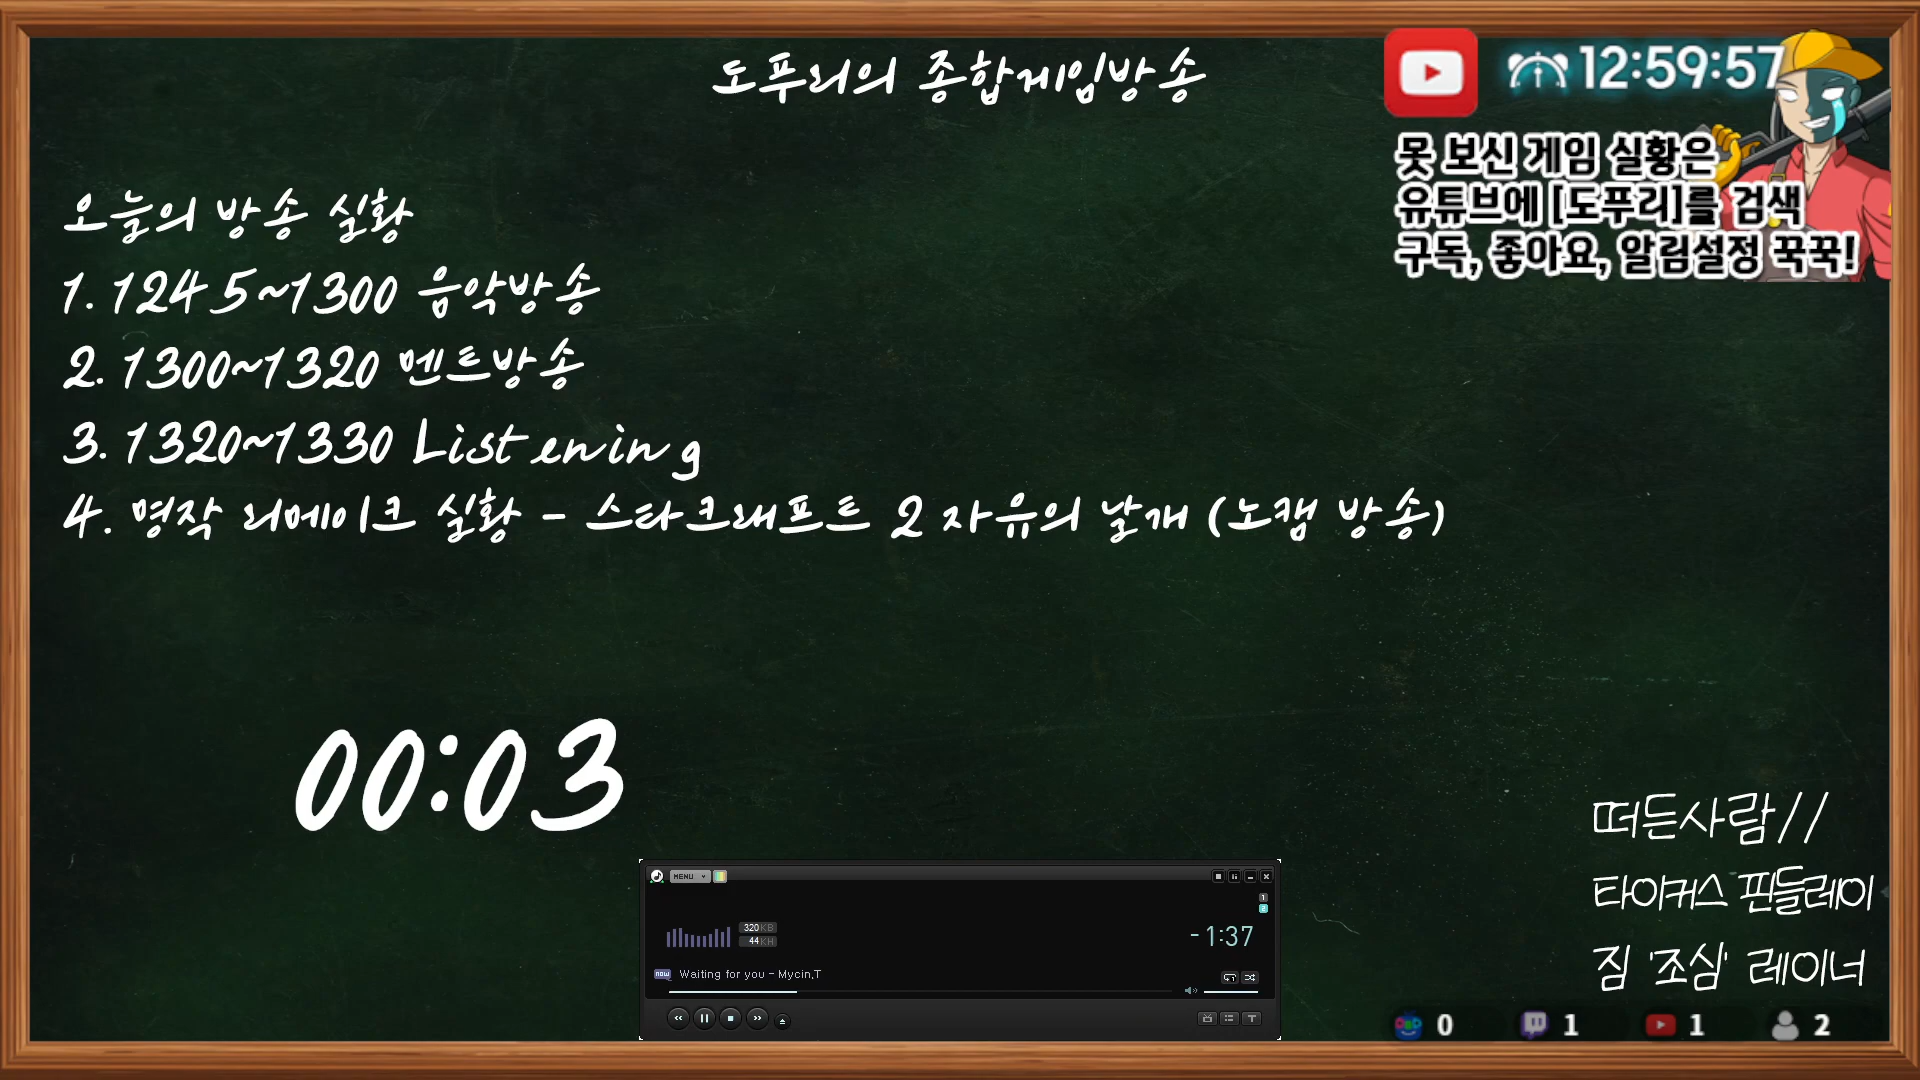 도푸리의 종합게임방송
12:59:57
못 보신 게임 실황은
유튜브에 [도푸리]를 검색
구독, 좋아요, 알림설정 꾹꾹!
오늘의 방송 실황
1. 1245~1300 음악방송
2. 1300~1320 멘트방송
3. 1320~1330 Listening
4. 명작 리메이크 실황 - 스타크래프트 2 자유의 날개 (노캠 방송)
00:03
떠든사람//
타이커스 핀들레이
짐 '조심' 레이너
MENU
1
2
320 KB
44 KH
- 1:37
now Waiting for you - Mycin,T
0 1 1 2